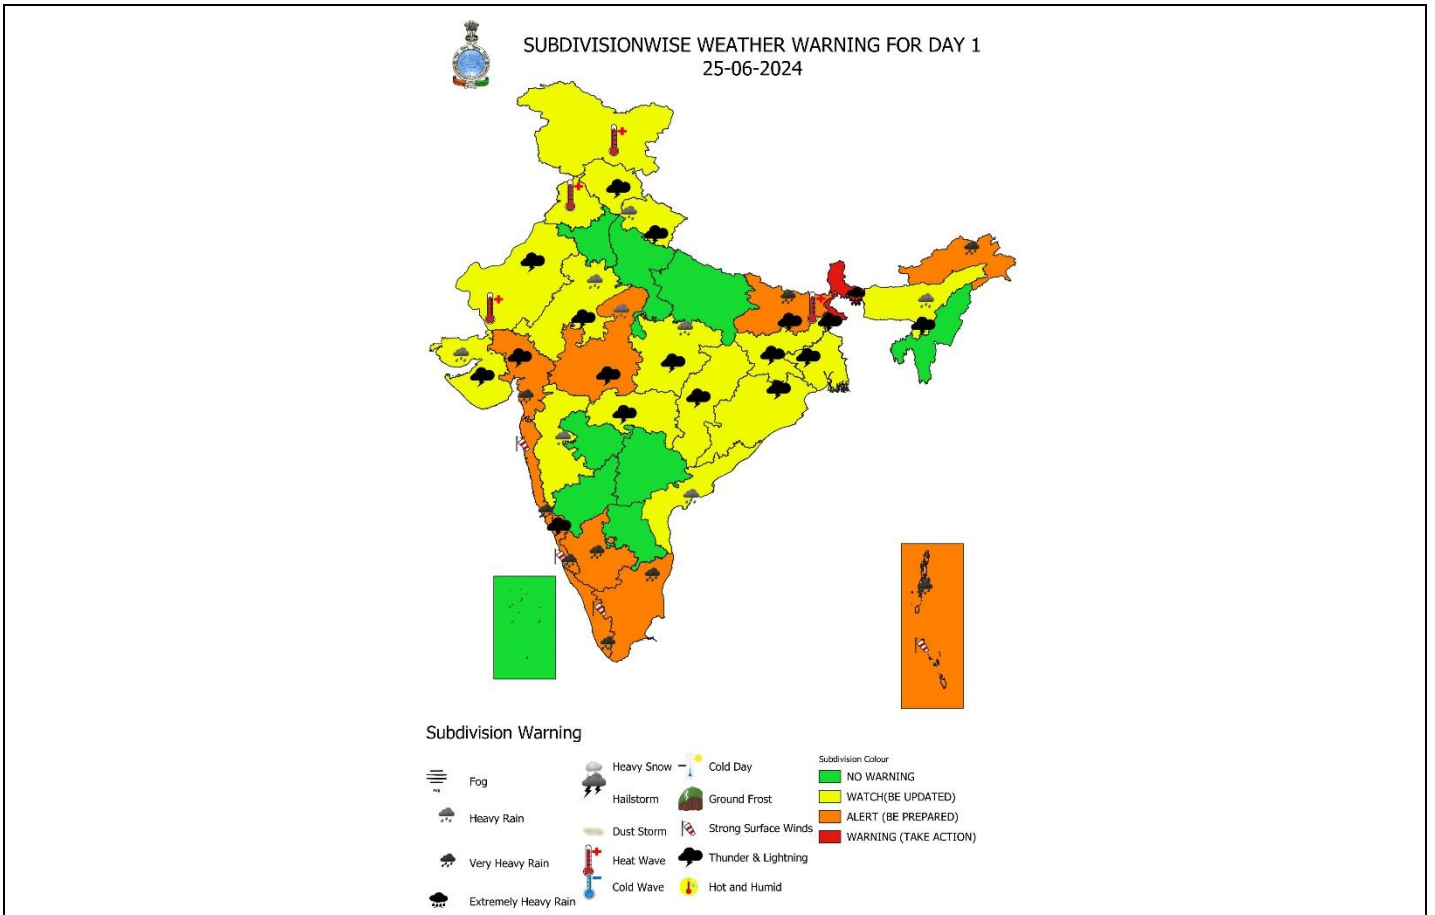 SUBDIVISIONWISE WEATHER WARNING FOR DAY 1
25-06-2024
Subdivision Warning
Fog
Heavy Rain
Very Heavy Rain
Extremely Heavy Rain
Heavy Snow
Hailstorm
Dust Storm
Heat Wave
Cold Wave
Cold Day
Ground Frost
Strong Surface Winds
Thunder & Lightning
Hot and Humid
Subdivision Colour
NO WARNING
WATCH(BE UPDATED)
ALERT (BE PREPARED)
WARNING (TAKE ACTION)